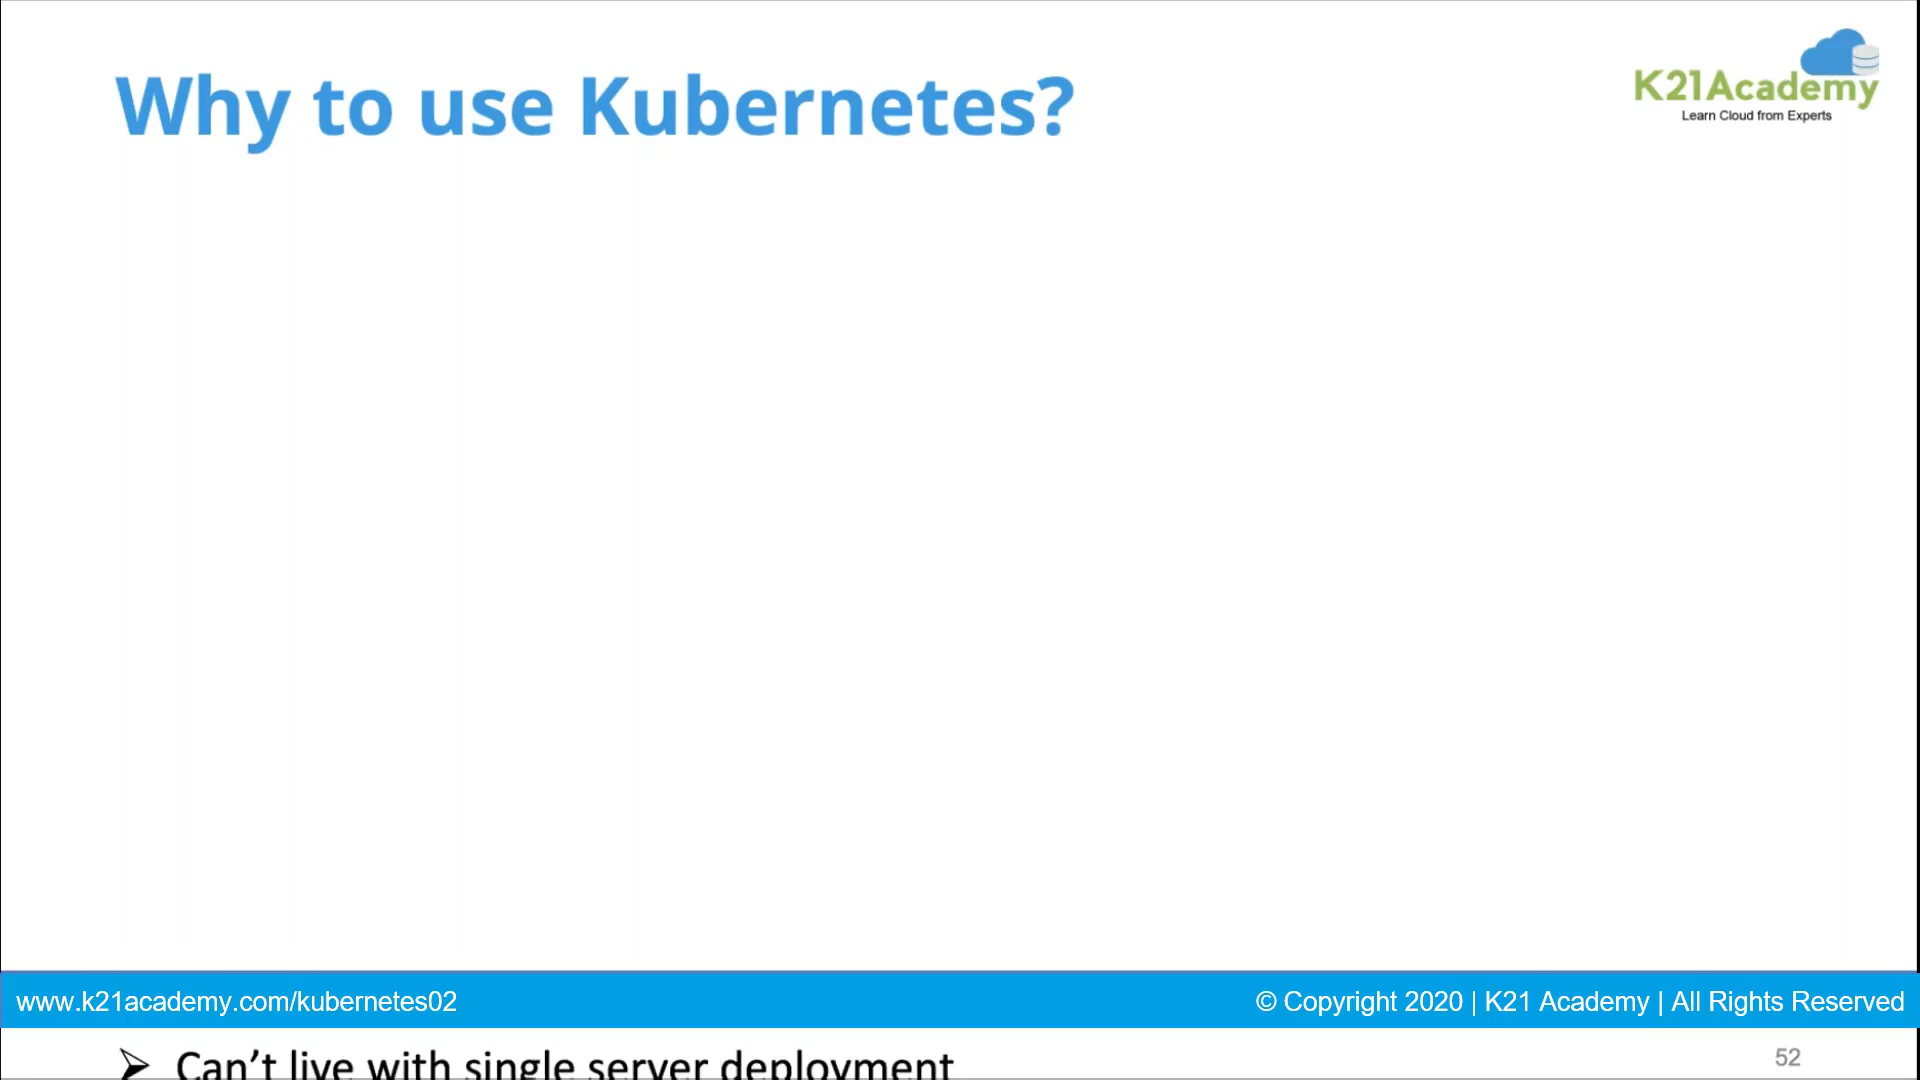 Why to use Kubernetes?
K21Academy
Learn Cloud from Experts
www.k21academy.com/kubernetes02
© Copyright 2020 | K21 Academy | All Rights Reserved
➢ Can’t live with single server deployment
52